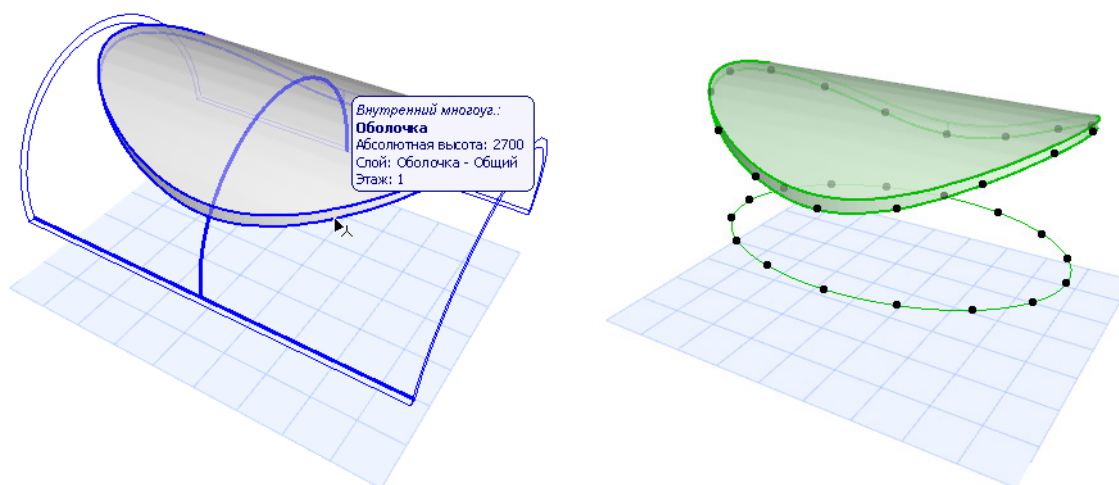 Внутренний многоуг.:
Оболочка
Абсолютная высота: 2700
Слой: Оболочка - Общий
Этаж: 1